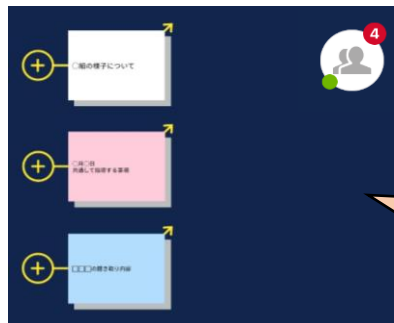 〇組の様子について
4
〇月〇日
共通して指導する事項
□□□の聞き取り内容